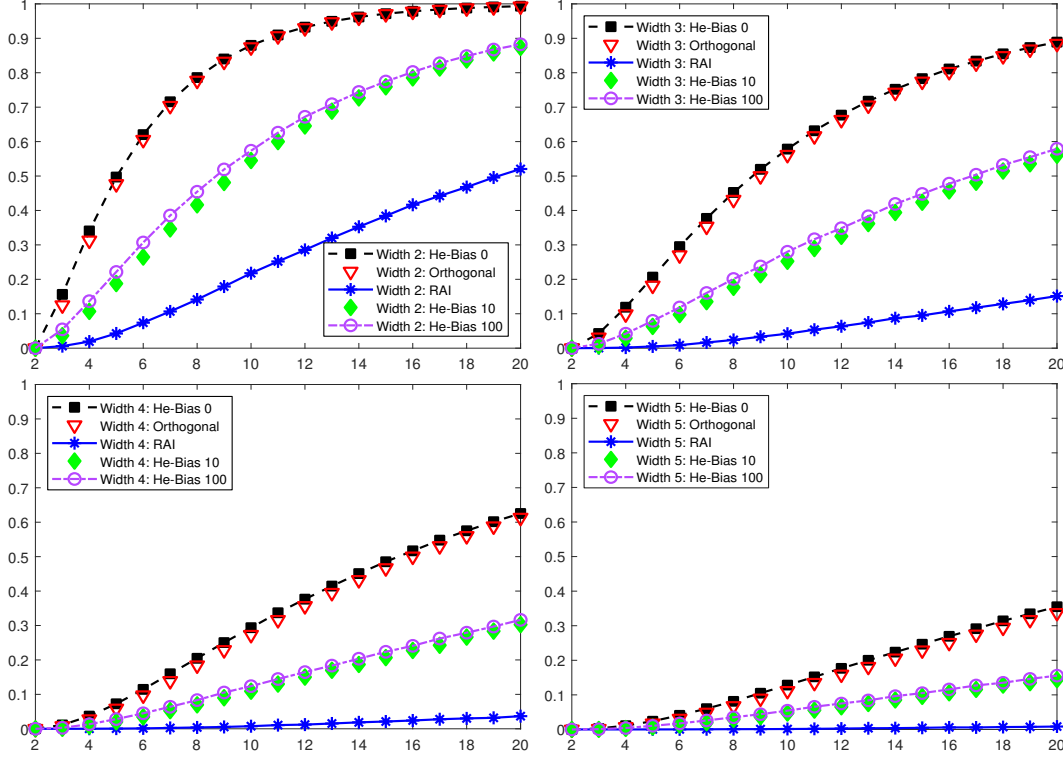 1
0.9
0.8
0.7
0.6
0.5
0.4
0.3
0.2
0.1
0
2 4 6 8 10 12 14 16 18 20
Width 2: He-Bias 0
Width 2: Orthogonal
Width 2: RAI
Width 2: He-Bias 10
Width 2: He-Bias 100
1
0.9
0.8
0.7
0.6
0.5
0.4
0.3
0.2
0.1
0
2 4 6 8 10 12 14 16 18 20
Width 3: He-Bias 0
Width 3: Orthogonal
Width 3: RAI
Width 3: He-Bias 10
Width 3: He-Bias 100
1
0.9
0.8
0.7
0.6
0.5
0.4
0.3
0.2
0.1
0
2 4 6 8 10 12 14 16 18 20
Width 4: He-Bias 0
Width 4: Orthogonal
Width 4: RAI
Width 4: He-Bias 10
Width 4: He-Bias 100
1
0.9
0.8
0.7
0.6
0.5
0.4
0.3
0.2
0.1
0
2 4 6 8 10 12 14 16 18 20
Width 5: He-Bias 0
Width 5: Orthogonal
Width 5: RAI
Width 5: He-Bias 10
Width 5: He-Bias 100